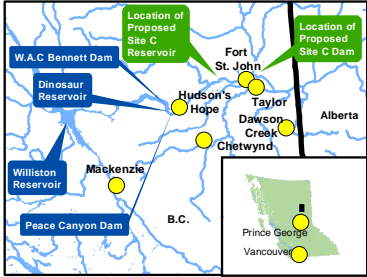 Location of
Proposed
Site C
Reservoir
Location of
Proposed
Site C Dam
Fort
St. John
W.A.C Bennett Dam
Dinosaur
Reservoir
Hudson's
Hope
Taylor
Dawson
Creek
Alberta
Chetwynd
Williston
Reservoir
Mackenzie
B.C.
Peace Canyon Dam
Prince George
Vancouver